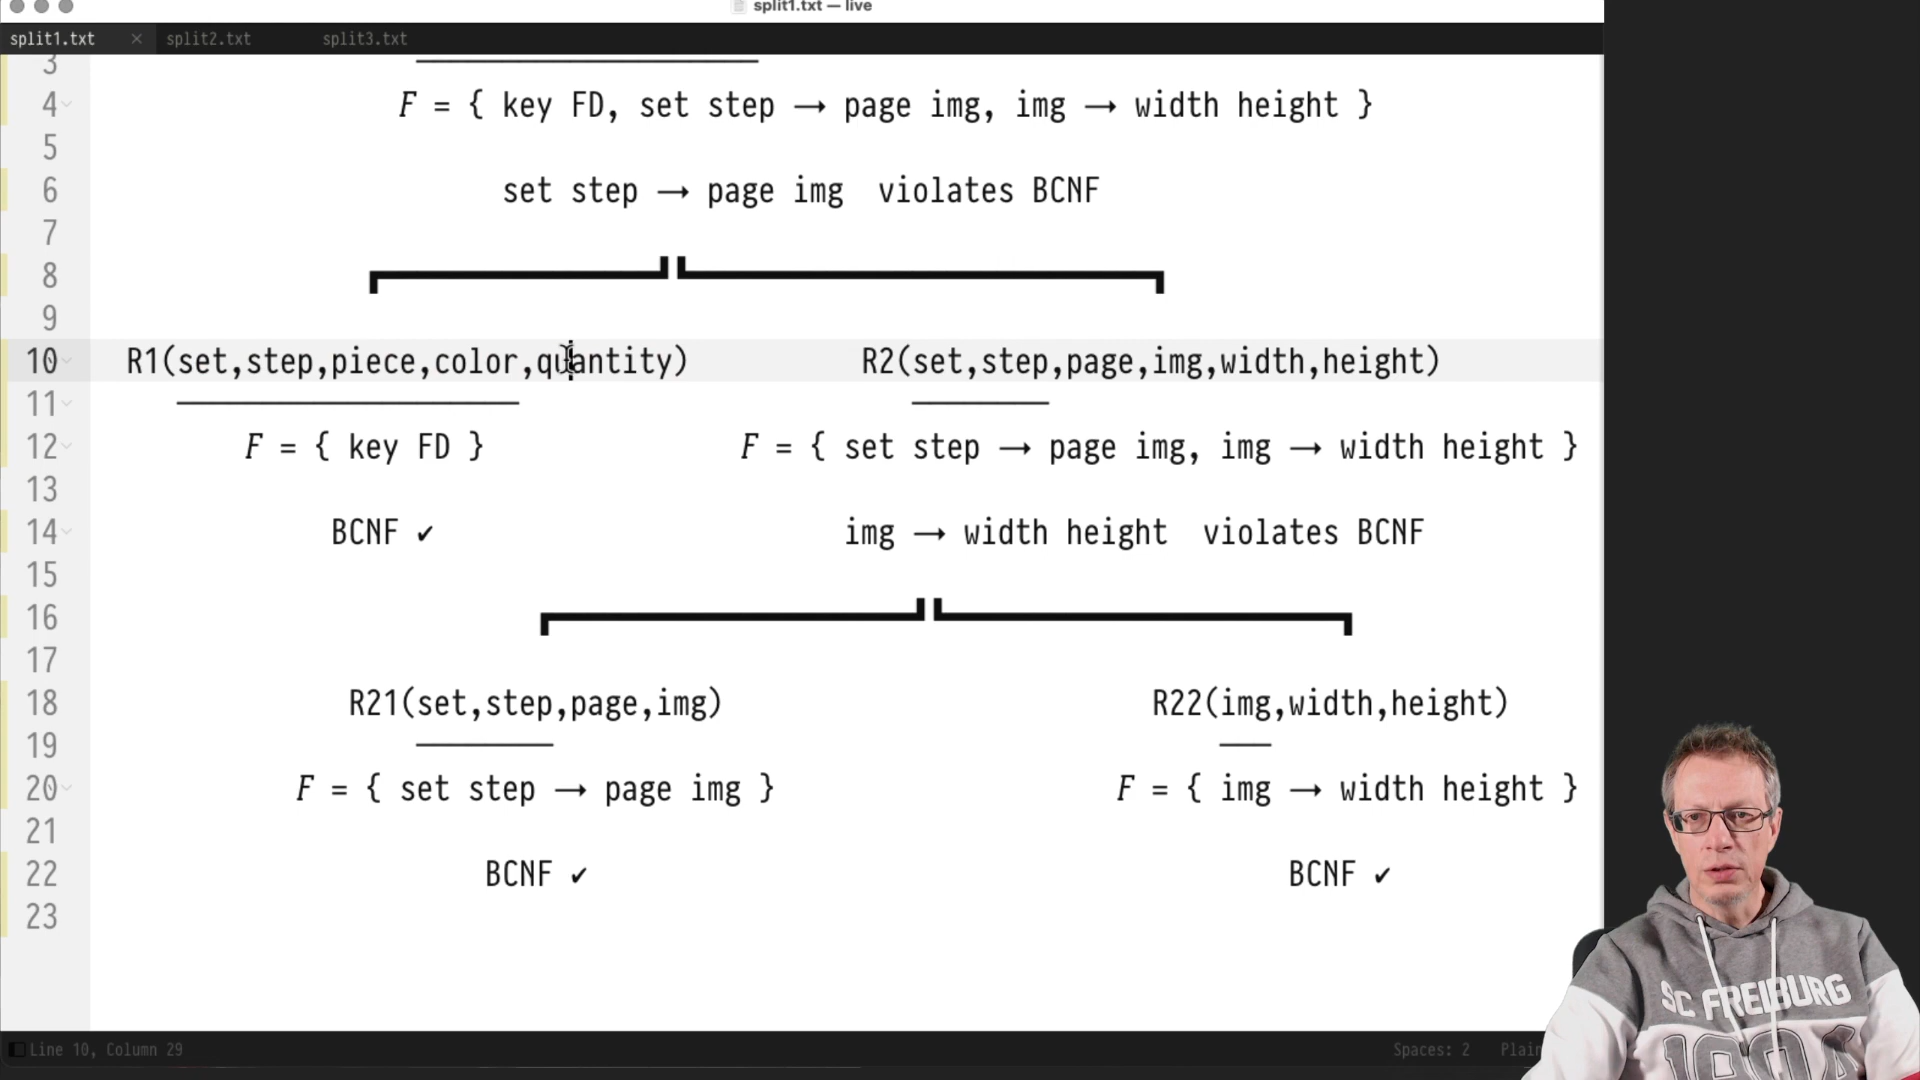 split1.txt — live
split1.txt × split2.txt split3.txt
3
4 F = { key FD, set step → page img, img → width height }
5
6 set step → page img violates BCNF
7
8
9
10 R1(set,step,piece,color,quantity) R2(set,step,page,img,width,height)
11
12 F = { key FD } F = { set step → page img, img → width height }
13
14 BCNF ✔ img → width height violates BCNF
15
16
17
18 R21(set,step,page,img) R22(img,width,height)
19
20 F = { set step → page img } F = { img → width height }
21
22 BCNF ✔ BCNF ✔
23
SC FREIBURG
Line 10, Column 29 Spaces: 2